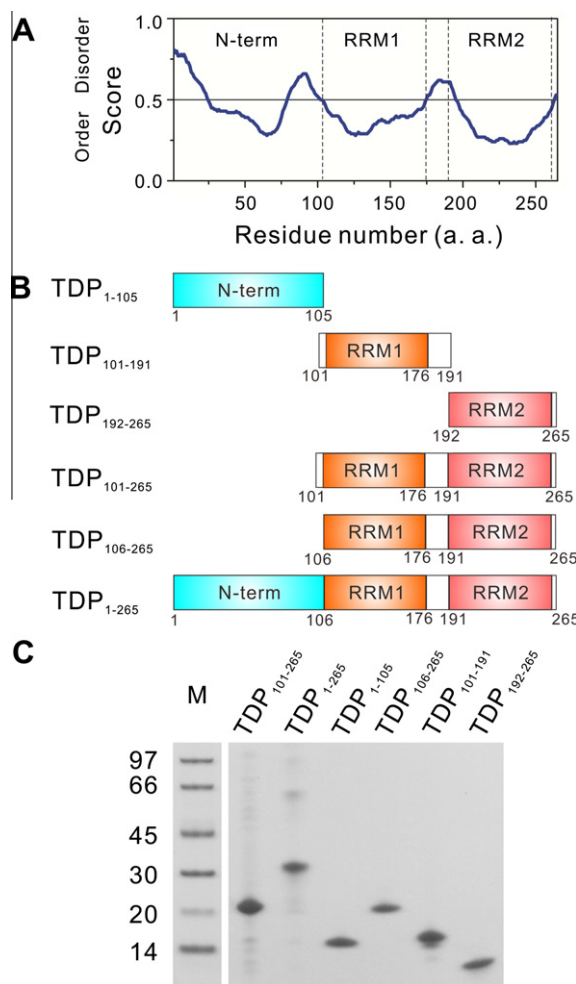 A
Disorder
Order
Score
1.0
0.5
0.0
N-term RRM1 RRM2
50 100 150 200 250
Residue number (a. a.)
B
TDP1-105
N-term
1 105
TDP101-191
RRM1
101 176 191
TDP192-265
RRM2
192 265
TDP101-265
RRM1 RRM2
101 176 191 265
TDP106-265
RRM1 RRM2
106 176 191 265
TDP1-265
N-term RRM1 RRM2
1 106 176 191 265
C
M TDP101-265 TDP1-265 TDP1-105 TDP106-265 TDP101-191 TDP192-265
97
66
45
30
20
14